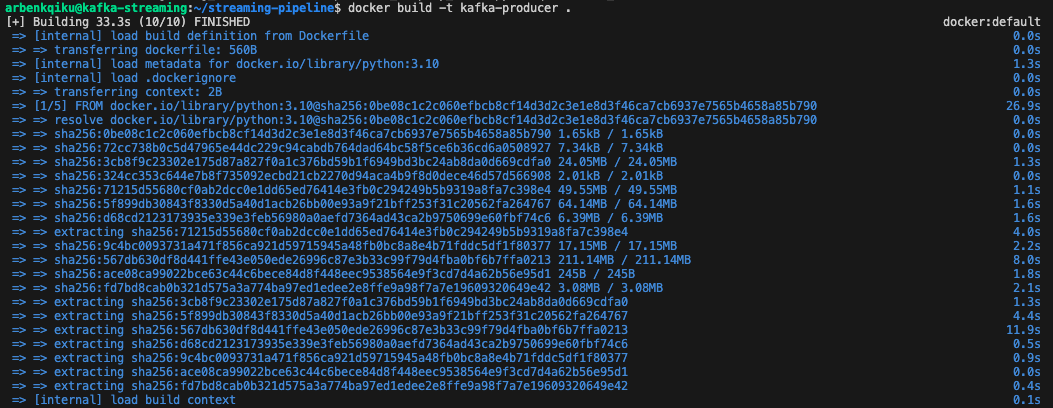 arbenkqiku@kafka-streaming:~/streaming-pipeline$ docker build -t kafka-producer .
[+] Building 33.3s (10/10) FINISHED docker:default
=> [internal] load build definition from Dockerfile 0.0s
=> => transferring dockerfile: 560B 0.0s
=> [internal] load metadata for docker.io/library/python:3.10 1.3s
=> [internal] load .dockerignore 0.0s
=> => transferring context: 2B 0.0s
=> [1/5] FROM docker.io/library/python:3.10@sha256:0be08c1c2c060efbcb8cf14d3d2c3e1e8d3f46ca7cb6937e7565b4658a85b790 26.9s
=> => resolve docker.io/library/python:3.10@sha256:0be08c1c2c060efbcb8cf14d3d2c3e1e8d3f46ca7cb6937e7565b4658a85b790 0.0s
=> => sha256:0be08c1c2c060efbcb8cf14d3d2c3e1e8d3f46ca7cb6937e7565b4658a85b790 1.65kB / 1.65kB 0.0s
=> => sha256:72cc738b0c5d47965e44dc229c94cabdb764dad64bc58f5ce6b36cd6a0508927 7.34kB / 7.34kB 0.0s
=> => sha256:3cb8f9c23302e175d87a827f0a1c376bd59b1f6949bd3bc24ab8da0d669cdfa0 24.05MB / 24.05MB 1.3s
=> => sha256:324cc353c644e7b8f735092ecbd21cb2270d94aca4b9f8d0dece46d57d566908 2.01kB / 2.01kB 0.0s
=> => sha256:71215d55680cf0ab2dcc0e1dd65ed76414e3fb0c294249b5b9319a8fa7c398e4 49.55MB / 49.55MB 1.1s
=> => sha256:5f899db30843f8330d5a40d1acb26bb00e93a9f21bff253f31c20562fa264767 64.14MB / 64.14MB 1.6s
=> => sha256:d68cd2123173935e339e3feb56980a0aefd7364ad43ca2b9750699e60fbf74c6 6.39MB / 6.39MB 1.6s
=> => extracting sha256:71215d55680cf0ab2dcc0e1dd65ed76414e3fb0c294249b5b9319a8fa7c398e4 4.0s
=> => sha256:9c4bc0093731a471f856ca921d59715945a48fb0bc8a8e4b71fddc5df1f80377 17.15MB / 17.15MB 2.2s
=> => sha256:567db630df8d441ffe43e050ede26996c87e3b33c99f79d4fba0bf6b7ffa0213 211.14MB / 211.14MB 8.0s
=> => sha256:ace08ca99022bce63c44c6bece84d8f448eec9538564e9f3cd7d4a62b56e95d1 245B / 245B 1.8s
=> => sha256:fd7bd8cab0b321d575a3a774ba97ed1edee2e8ffe9a98f7a7e19609320649e42 3.08MB / 3.08MB 2.1s
=> => extracting sha256:3cb8f9c23302e175d87a827f0a1c376bd59b1f6949bd3bc24ab8da0d669cdfa0 1.3s
=> => extracting sha256:5f899db30843f8330d5a40d1acb26bb00e93a9f21bff253f31c20562fa264767 4.4s
=> => extracting sha256:567db630df8d441ffe43e050ede26996c87e3b33c99f79d4fba0bf6b7ffa0213 11.9s
=> => extracting sha256:d68cd2123173935e339e3feb56980a0aefd7364ad43ca2b9750699e60fbf74c6 0.5s
=> => extracting sha256:9c4bc0093731a471f856ca921d59715945a48fb0bc8a8e4b71fddc5df1f80377 0.9s
=> => extracting sha256:ace08ca99022bce63c44c6bece84d8f448eec9538564e9f3cd7d4a62b56e95d1 0.0s
=> => extracting sha256:fd7bd8cab0b321d575a3a774ba97ed1edee2e8ffe9a98f7a7e19609320649e42 0.4s
=> [internal] load build context 0.1s